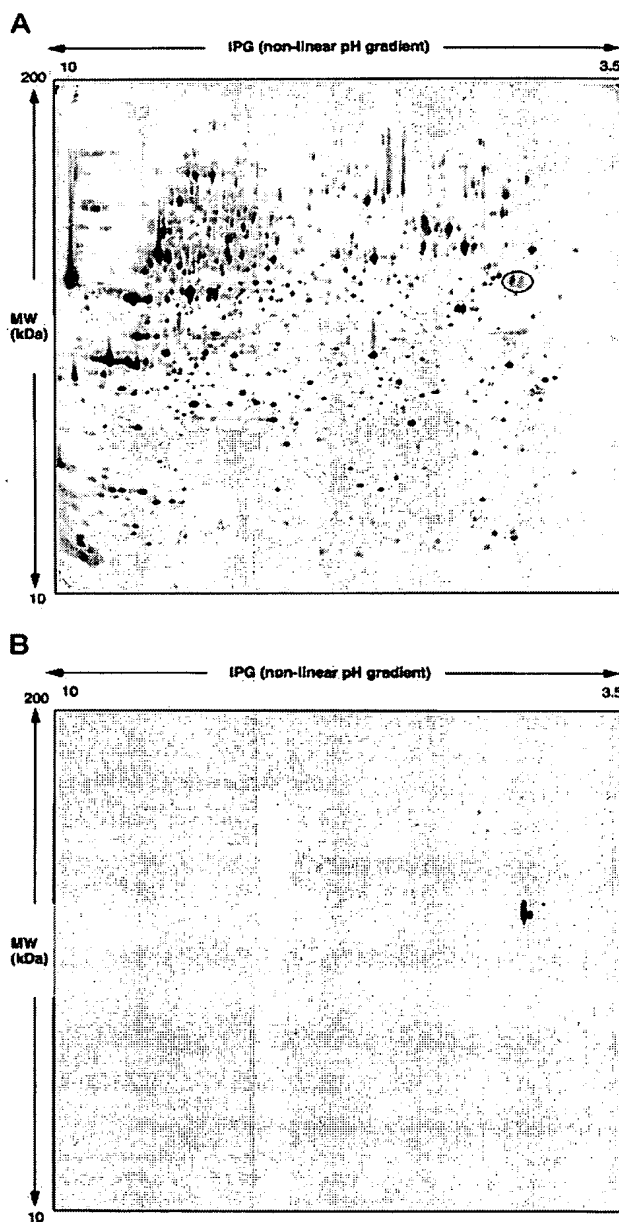 A
IPG (non-linear pH gradient)
10 3.5
200
MW
(kDa)
10
B
IPG (non-linear pH gradient)
10 3.5
200
MW
(kDa)
10